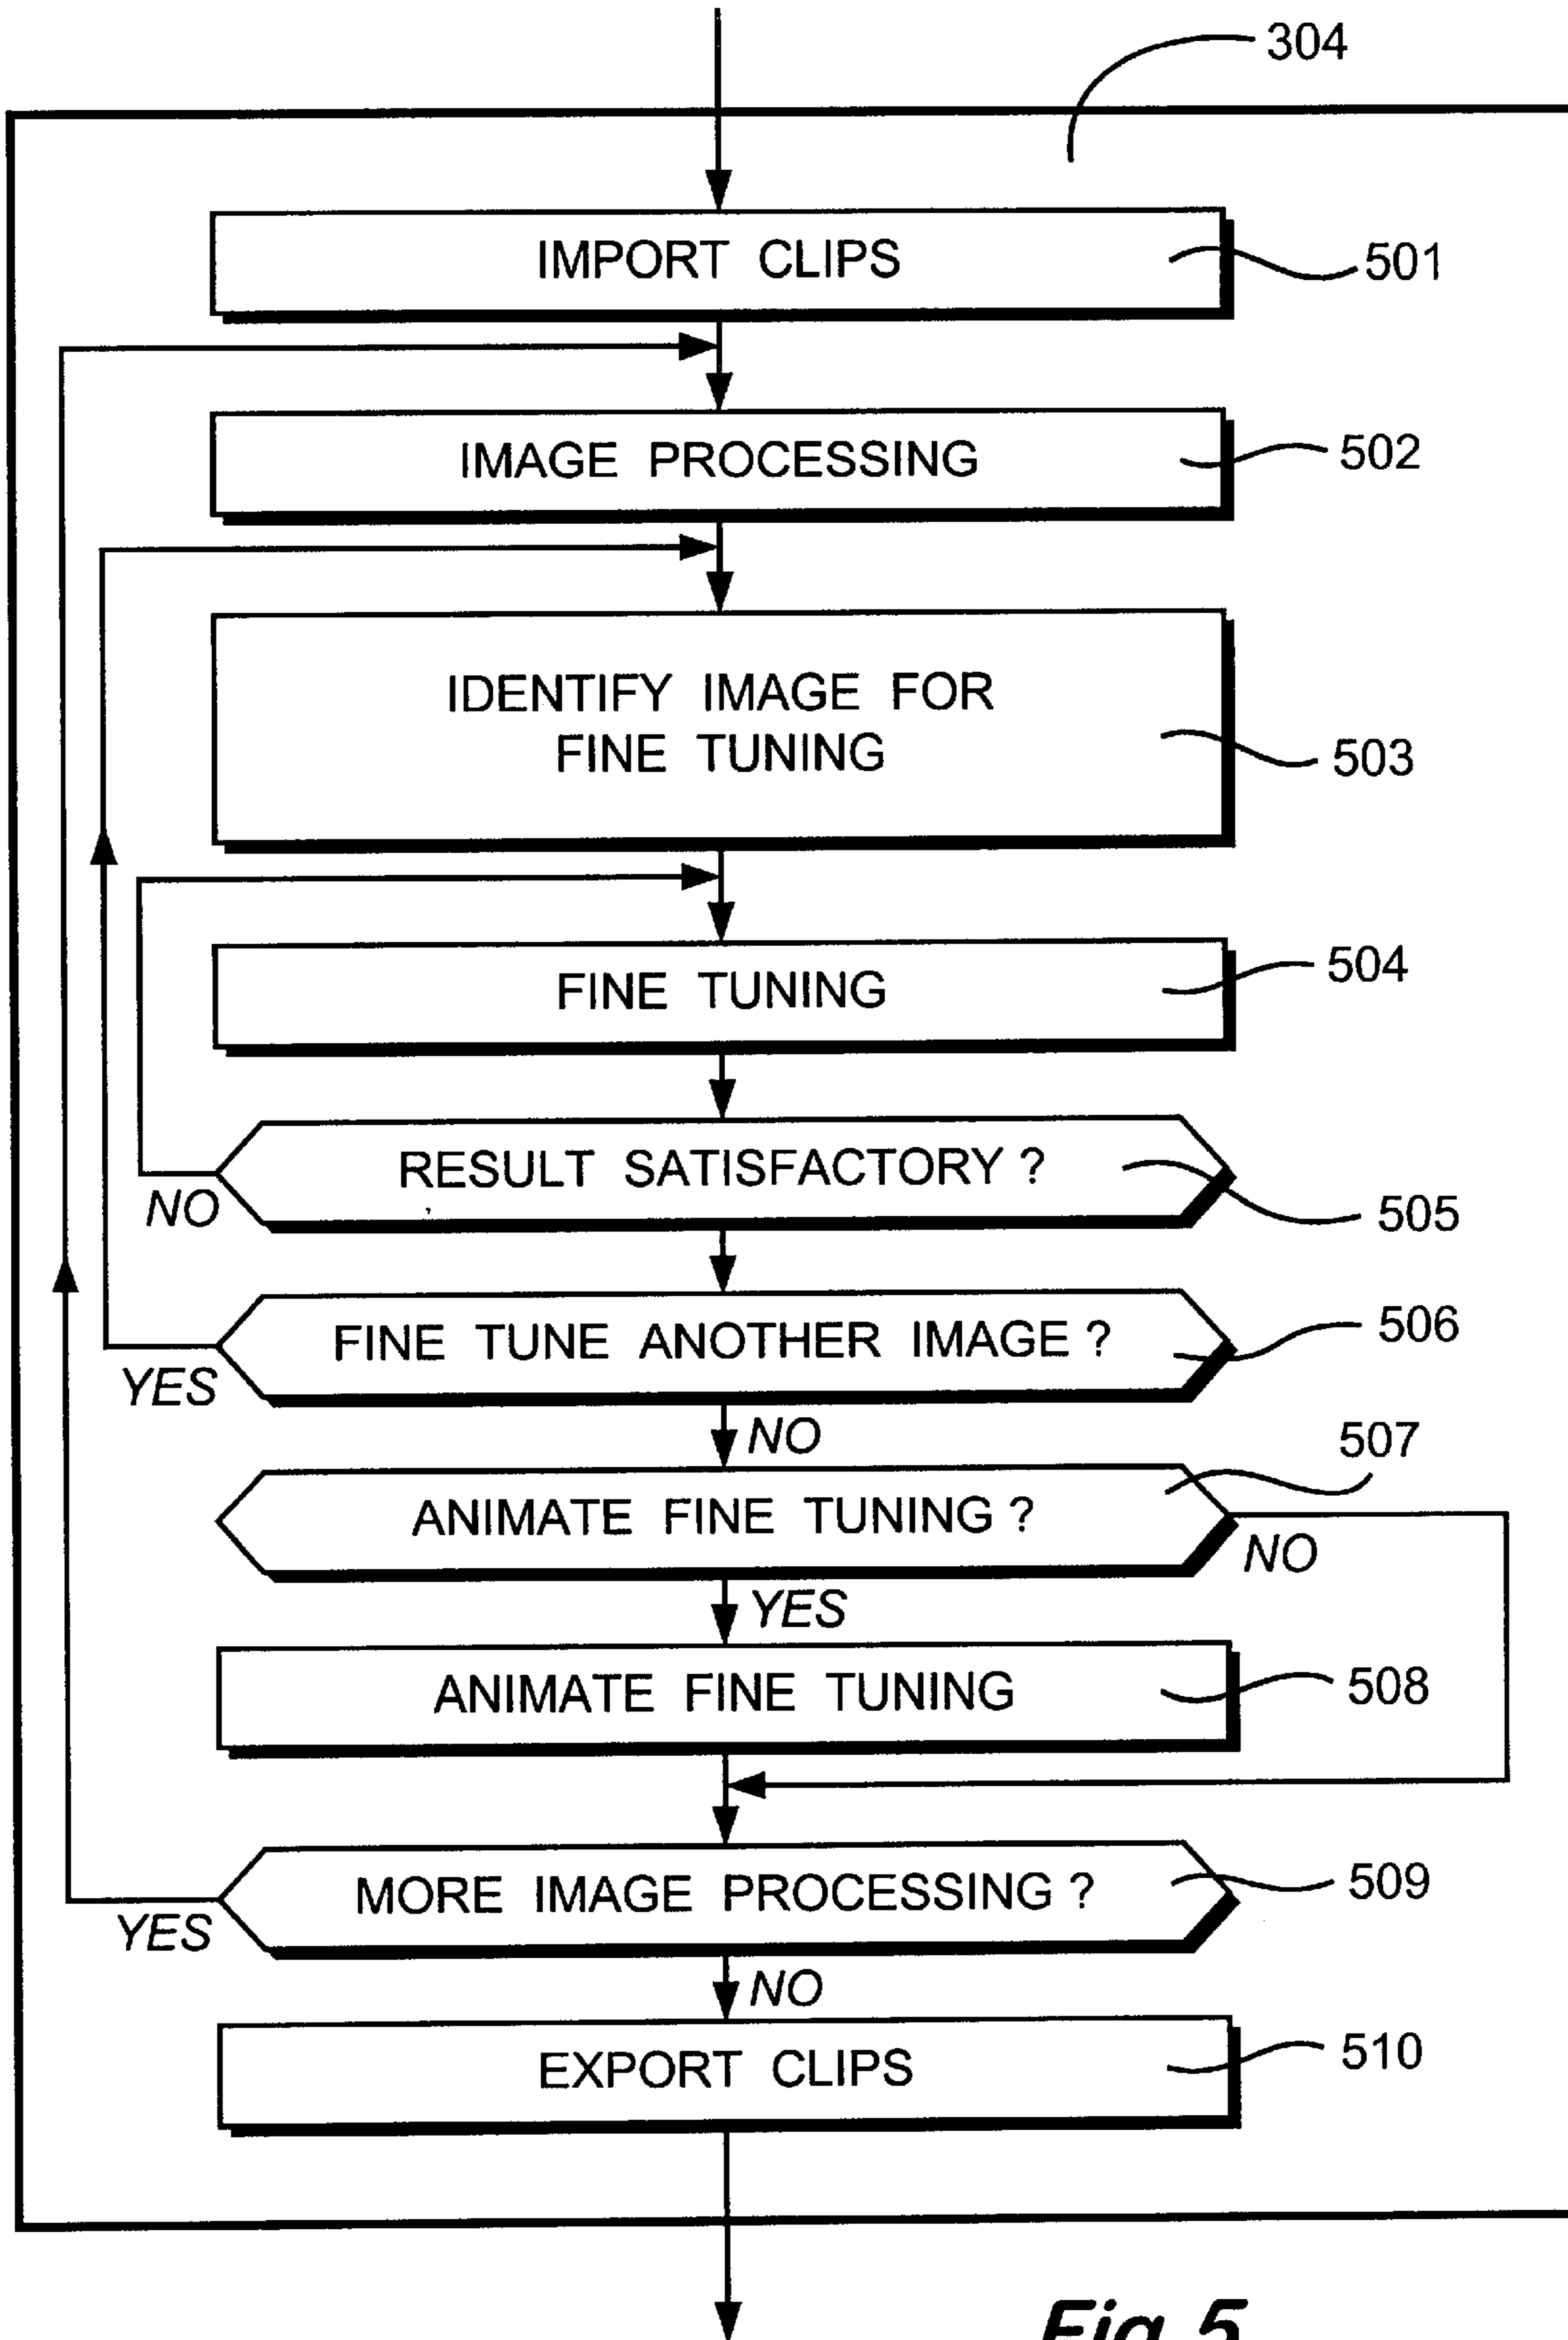 304
IMPORT CLIPS
501
IMAGE PROCESSING
502
IDENTIFY IMAGE FOR
FINE TUNING
503
FINE TUNING
504
RESULT SATISFACTORY ?
NO
505
FINE TUNE ANOTHER IMAGE ?
506
YES
NO
507
ANIMATE FINE TUNING ?
NO
YES
ANIMATE FINE TUNING
508
MORE IMAGE PROCESSING ?
509
YES
NO
EXPORT CLIPS
510
Fig 5